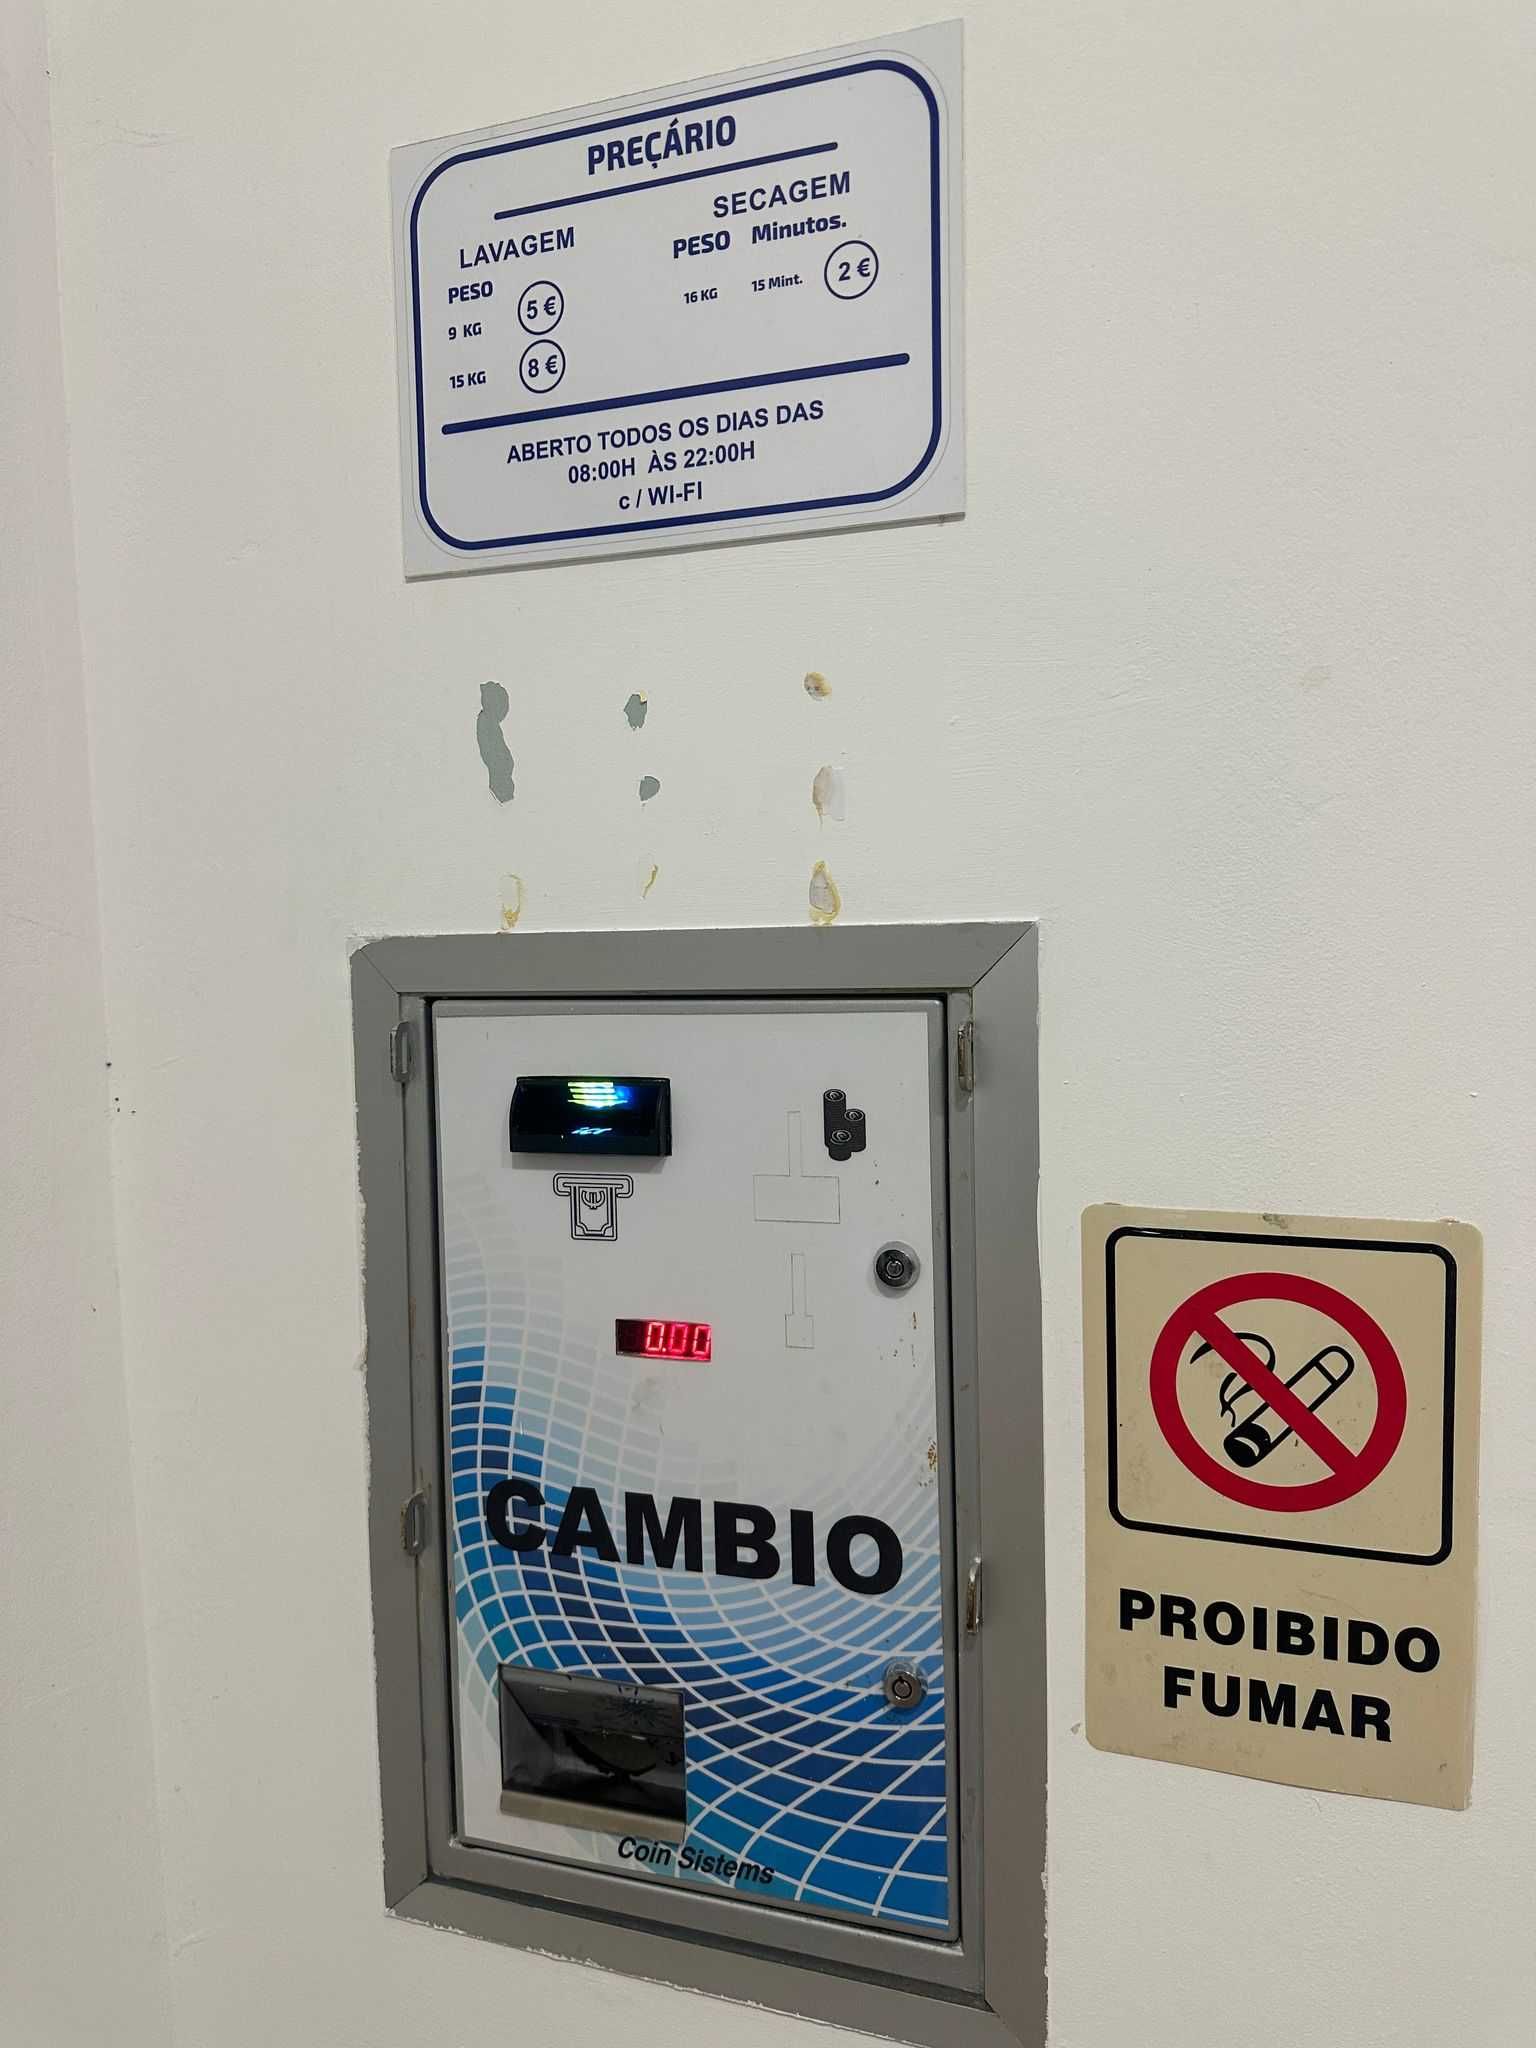 PREÇÁRIO
LAVAGEM
PESO
9 KG 5 €
15 KG 8 €
SECAGEM
PESO Minutos.
16 KG 15 Mint. 2 €
ABERTO TODOS OS DIAS DAS
08:00H ÀS 22:00H
c / WI-FI
0.00
CAMBIO
Coin Sistems
PROIBIDO
FUMAR